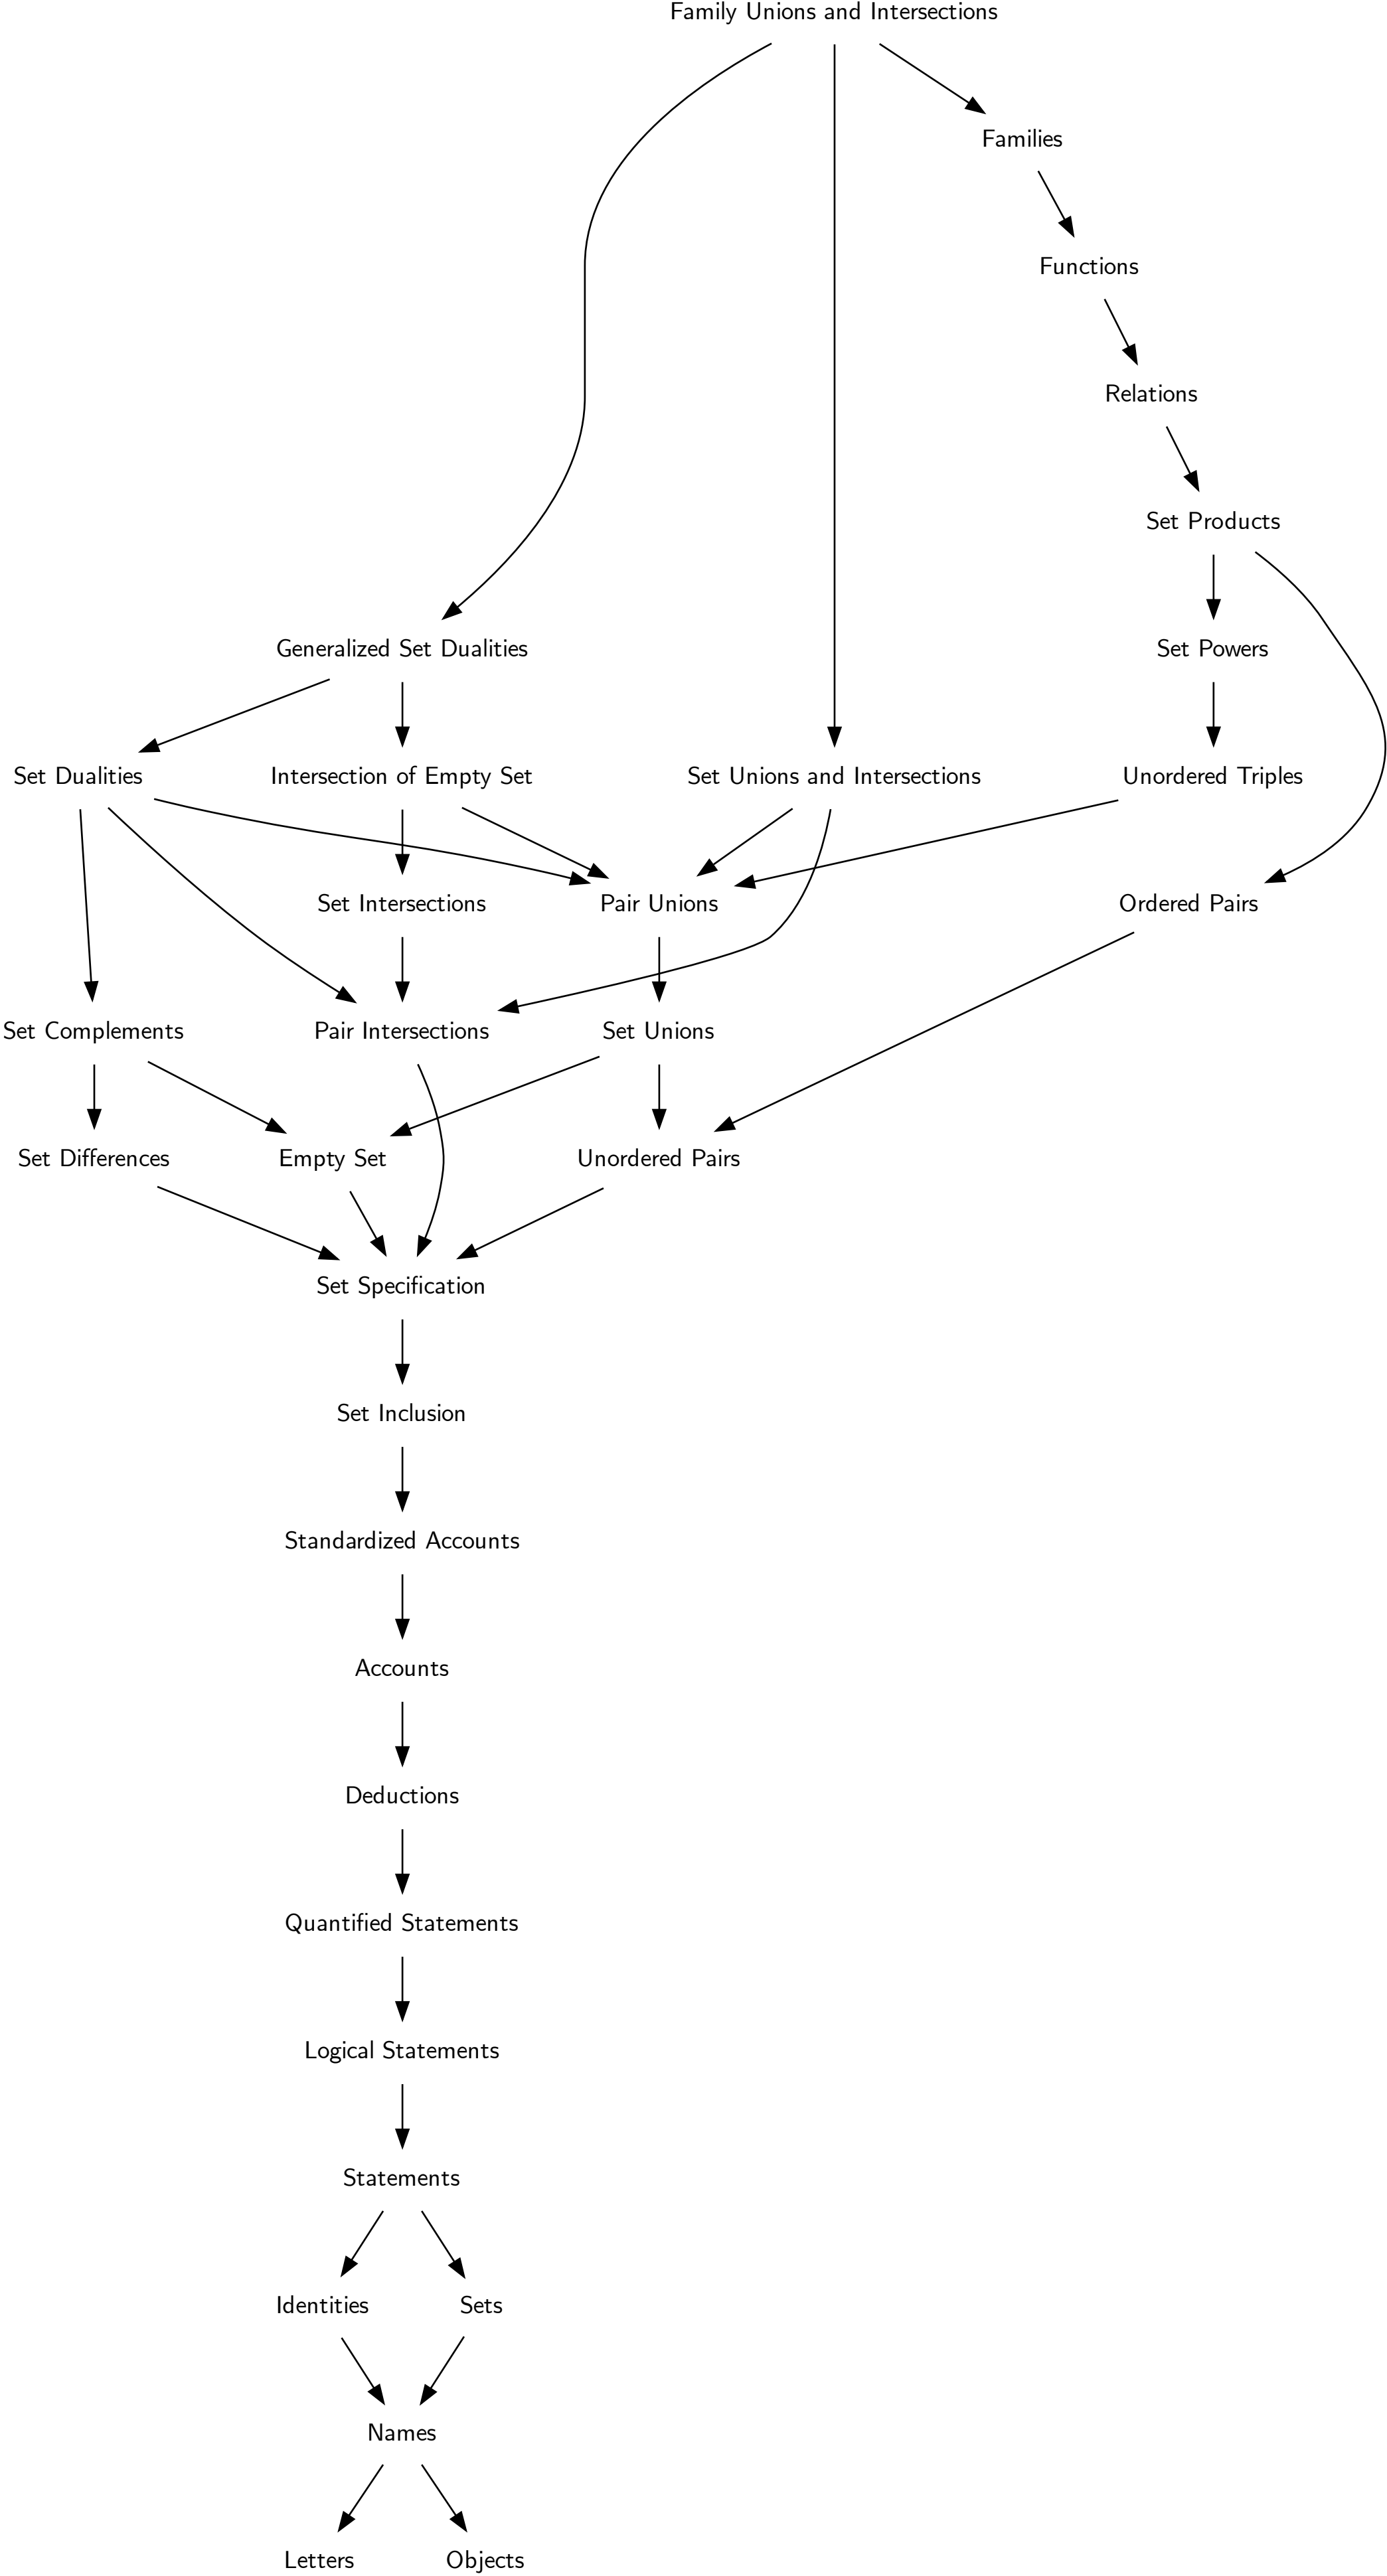 Family Unions and Intersections
Families
Functions
Relations
Set Products
Generalized Set Dualities
Set Powers
Set Dualities
Intersection of Empty Set
Set Unions and Intersections
Unordered Triples
Set Intersections
Pair Unions
Ordered Pairs
Set Complements
Pair Intersections
Set Unions
Set Differences
Empty Set
Unordered Pairs
Set Specification
Set Inclusion
Standardized Accounts
Accounts
Deductions
Quantified Statements
Logical Statements
Statements
Identities
Sets
Names
Letters
Objects